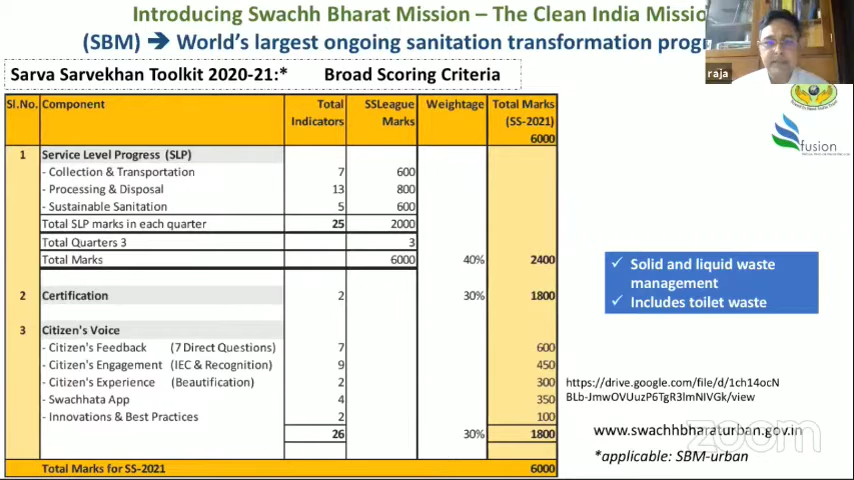 Introducing Swachh Bharat Mission – The Clean India Missio
(SBM) ➔ World's largest ongoing sanitation transformation prog
raja
Sarva Sarvekhan Toolkit 2020-21:* Broad Scoring Criteria
Sl.No. Component Total Indicators SSLeague Marks Weightage Total Marks (SS-2021) 6000
1 Service Level Progress (SLP)
- Collection & Transportation 7 600
- Processing & Disposal 13 800
- Sustainable Sanitation 5 600
Total SLP marks in each quarter 25 2000
Total Quarters 3 3
Total Marks 6000 40% 2400
2 Certification 2 30% 1800
3 Citizen's Voice
- Citizen's Feedback (7 Direct Questions) 7 600
- Citizen's Engagement (IEC & Recognition) 9 450
- Citizen's Experience (Beautification) 2 300
- Swachhata App 4 350
- Innovations & Best Practices 2 100
26 30% 1800
Total Marks for SS-2021 6000
fusion
✓ Solid and liquid waste
management
✓ Includes toilet waste
https://drive.google.com/file/d/1ch14ocN
BLb-JmwOVUuzP6TgR3lmNIVGk/view
www.swachhbharaturban.gov.in
zoom
*applicable: SBM-urban